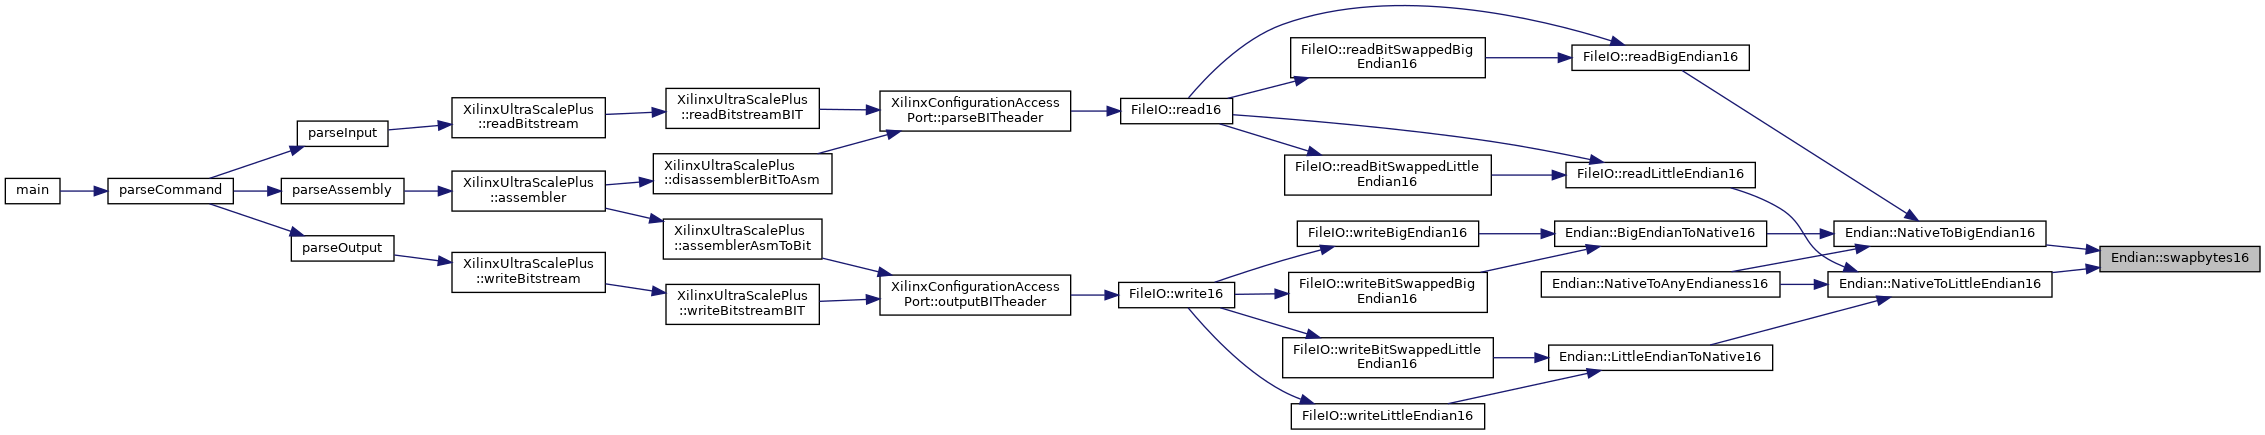 main
parseCommand
parseInput
parseAssembly
parseOutput
XilinxUltraScalePlus
::readBitstream
XilinxUltraScalePlus
::assembler
XilinxUltraScalePlus
::writeBitstream
XilinxUltraScalePlus
::readBitstreamBIT
XilinxUltraScalePlus
::disassemblerBitToAsm
XilinxUltraScalePlus
::assemblerAsmToBit
XilinxUltraScalePlus
::writeBitstreamBIT
XilinxConfigurationAccess
Port::parseBITheader
XilinxConfigurationAccess
Port::outputBITheader
FileIO::read16
FileIO::write16
FileIO::readBitSwappedBig
Endian16
FileIO::readBitSwappedLittle
Endian16
FileIO::writeBigEndian16
FileIO::writeBitSwappedBig
Endian16
FileIO::writeBitSwappedLittle
Endian16
FileIO::writeLittleEndian16
FileIO::readBigEndian16
FileIO::readLittleEndian16
Endian::BigEndianToNative16
Endian::NativeToAnyEndianess16
Endian::LittleEndianToNative16
Endian::NativeToBigEndian16
Endian::NativeToLittleEndian16
Endian::swapbytes16